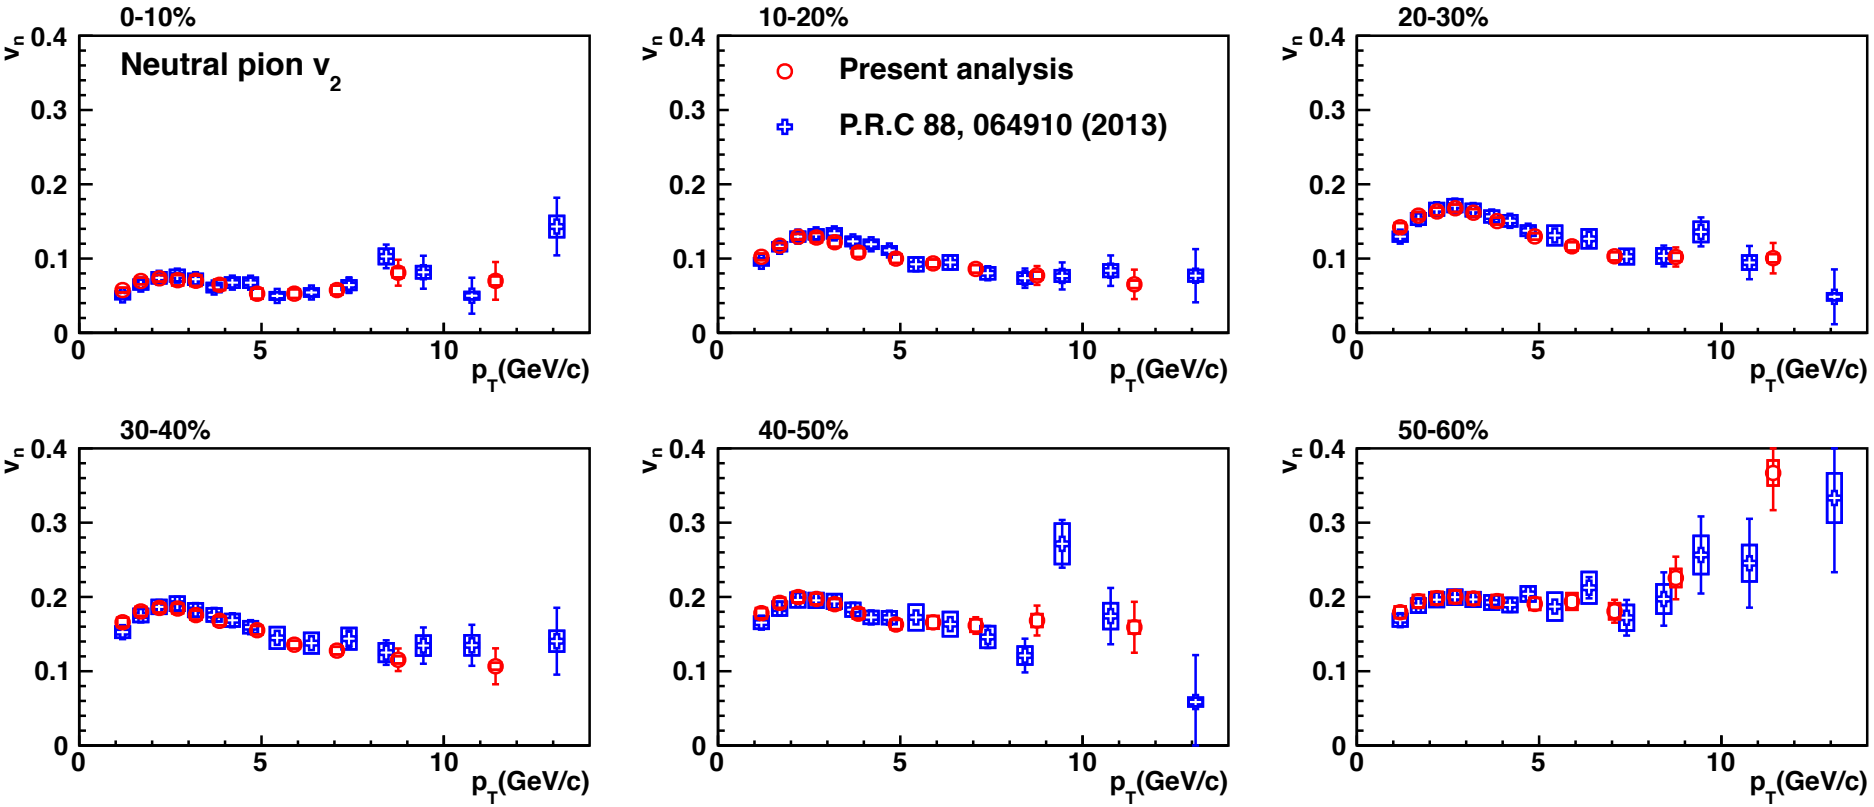 0-10%
v_n
0.4
0.3
0.2
0.1
0
Neutral pion v_2
0 5 10
p_T(GeV/c)
10-20%
v_n
0.4
0.3
0.2
0.1
0
Present analysis
P.R.C 88, 064910 (2013)
0 5 10
p_T(GeV/c)
20-30%
v_n
0.4
0.3
0.2
0.1
0
0 5 10
p_T(GeV/c)
30-40%
v_n
0.4
0.3
0.2
0.1
0
0 5 10
p_T(GeV/c)
40-50%
v_n
0.4
0.3
0.2
0.1
0
0 5 10
p_T(GeV/c)
50-60%
v_n
0.4
0.3
0.2
0.1
0
0 5 10
p_T(GeV/c)